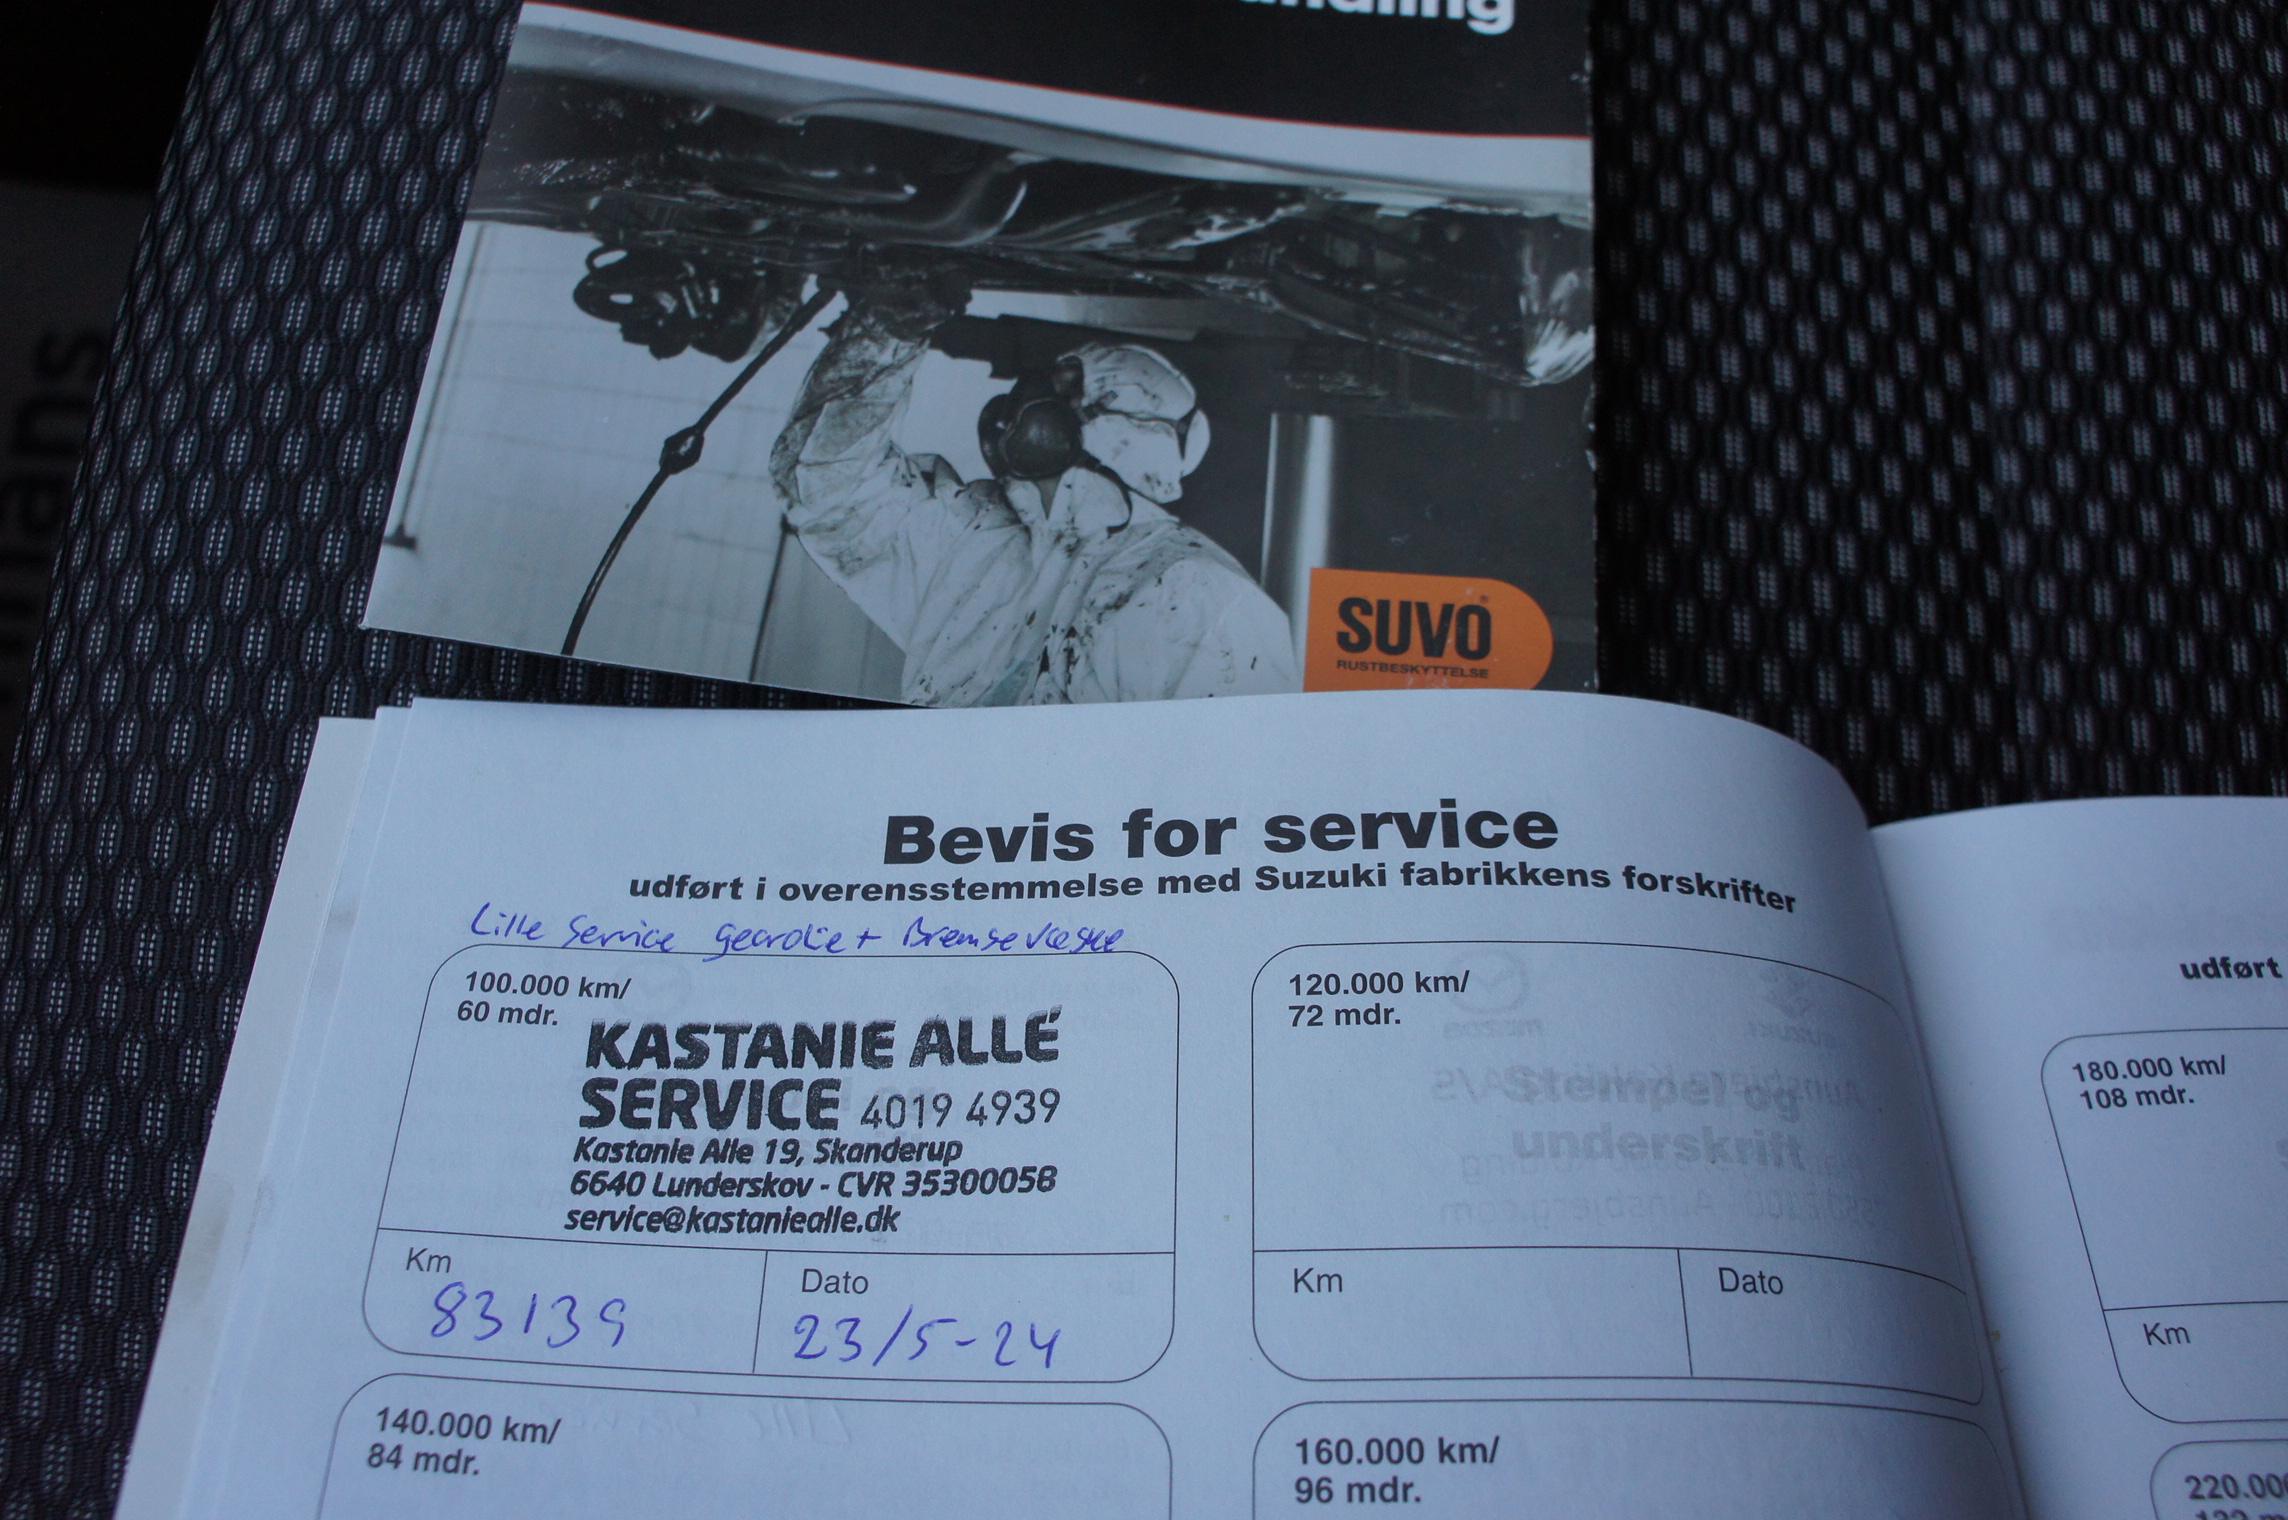 SUVO
RUSTBESKYTTELSE
Bevis for service
udført i overensstemmelse med Suzuki fabrikkens forskrifter
Lille Service gearolie + Bremsevæske
100.000 km/
60 mdr.
KASTANIE ALLÉ
SERVICE 4019 4939
Kastanie Alle 19, Skanderup
6640 Lunderskov - CVR 35300058
service@kastaniealle.dk
Km
83139
Dato
23/5-24
120.000 km/
72 mdr.
Stempel og
underskrift
Km
Dato
140.000 km/
84 mdr.
160.000 km/
96 mdr.
udført
180.000 km/
108 mdr.
Km